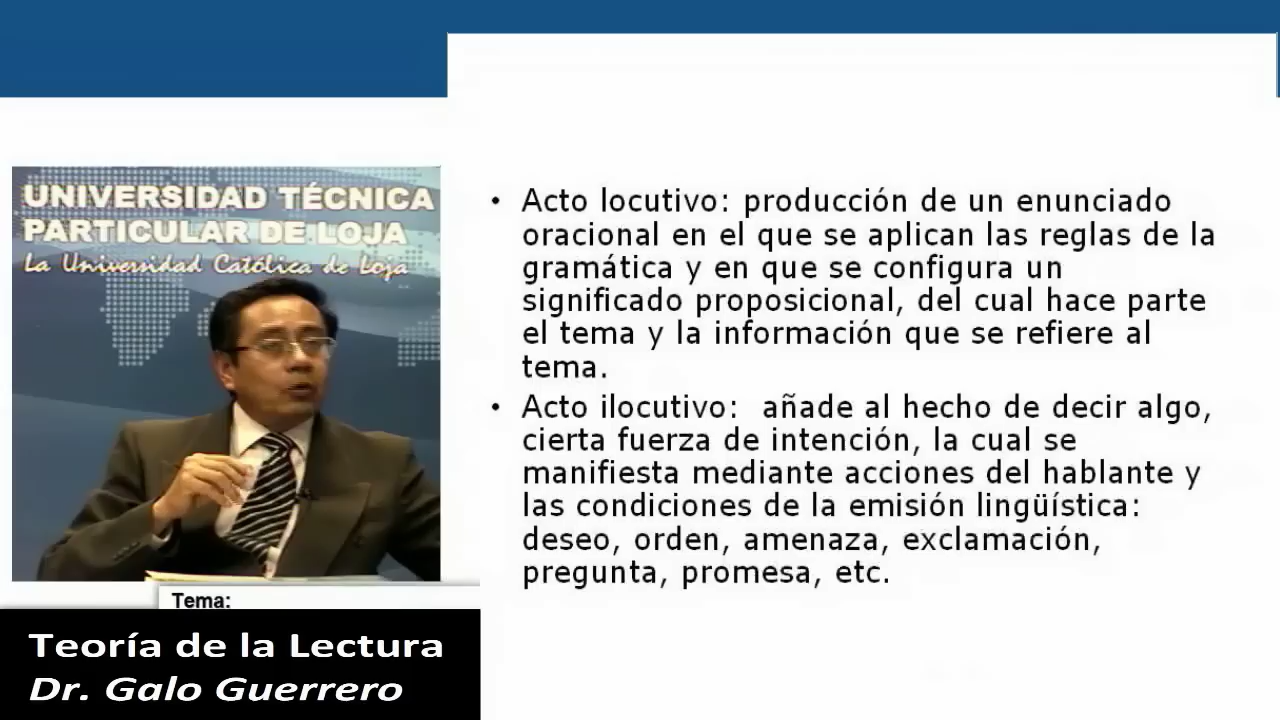 UNIVERSIDAD TÉCNICA
PARTICULAR DE LOJA
La Universidad Católica de Loja
Tema:
Teoría de la Lectura
Dr. Galo Guerrero
• Acto locutivo: producción de un enunciado
oracional en el que se aplican las reglas de la
gramática y en que se configura un
significado proposicional, del cual hace parte
el tema y la información que se refiere al
tema.
• Acto ilocutivo:  añade al hecho de decir algo,
cierta fuerza de intención, la cual se
manifiesta mediante acciones del hablante y
las condiciones de la emisión lingüística:
deseo, orden, amenaza, exclamación,
pregunta, promesa, etc.